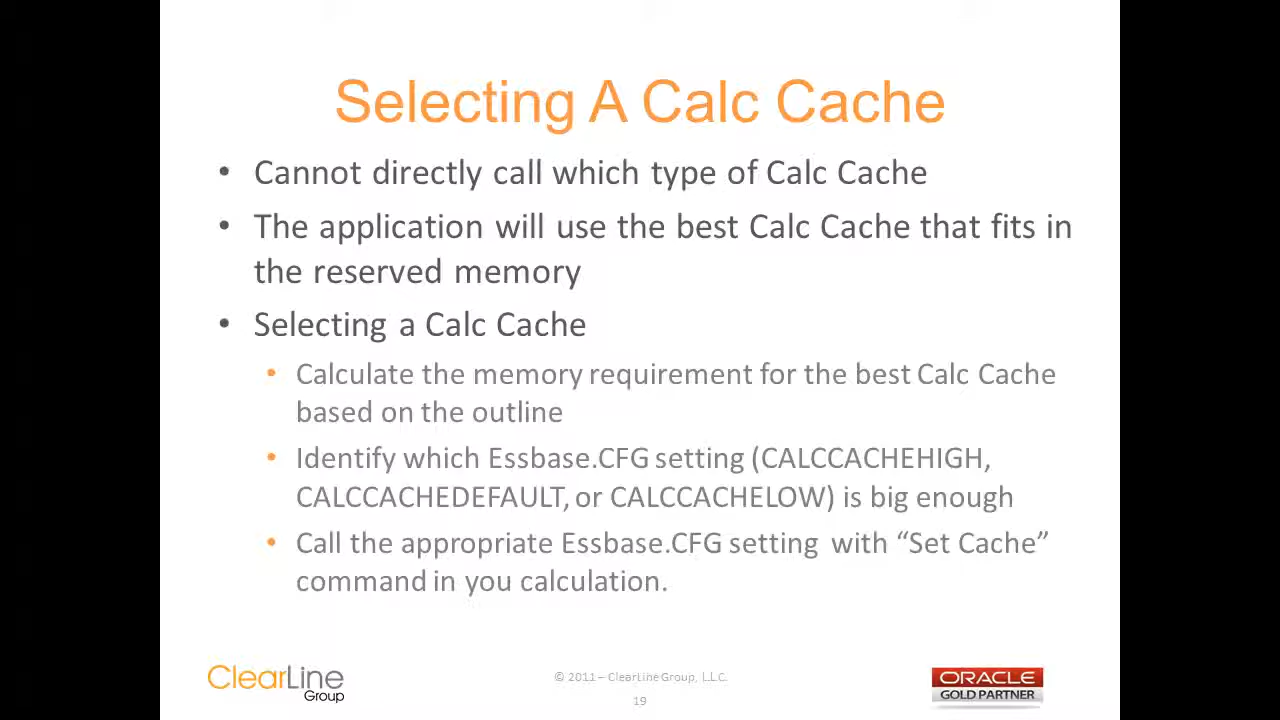 Selecting A Calc Cache
• Cannot directly call which type of Calc Cache
• The application will use the best Calc Cache that fits in
the reserved memory
• Selecting a Calc Cache
• Calculate the memory requirement for the best Calc Cache
based on the outline
• Identify which Essbase.CFG setting (CALCCACHEHIGH,
CALCCACHEDEFAULT, or CALCCACHELOW) is big enough
• Call the appropriate Essbase.CFG setting with “Set Cache”
command in you calculation.
ClearLine
Group
© 2011 – ClearLine Group, L.L.C.
19
ORACLE
GOLD PARTNER